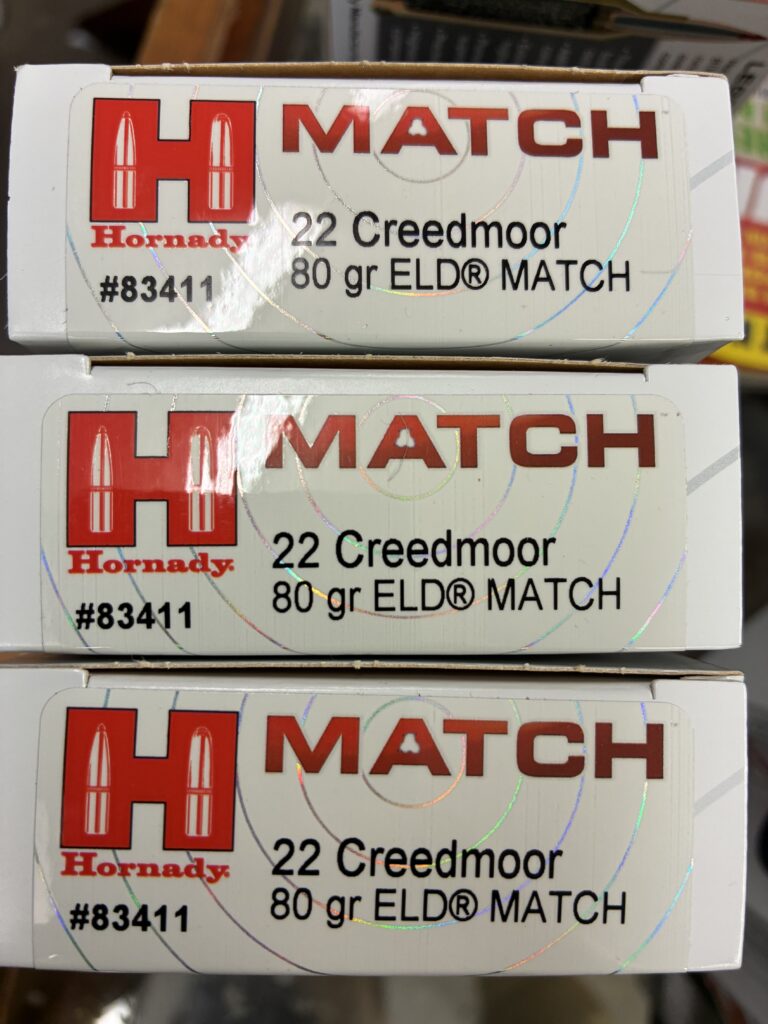 MATCH
Hornady
22 Creedmoor
80 gr ELD® MATCH
#83411
MATCH
Hornady
22 Creedmoor
80 gr ELD® MATCH
#83411
MATCH
Hornady
22 Creedmoor
80 gr ELD® MATCH
#83411